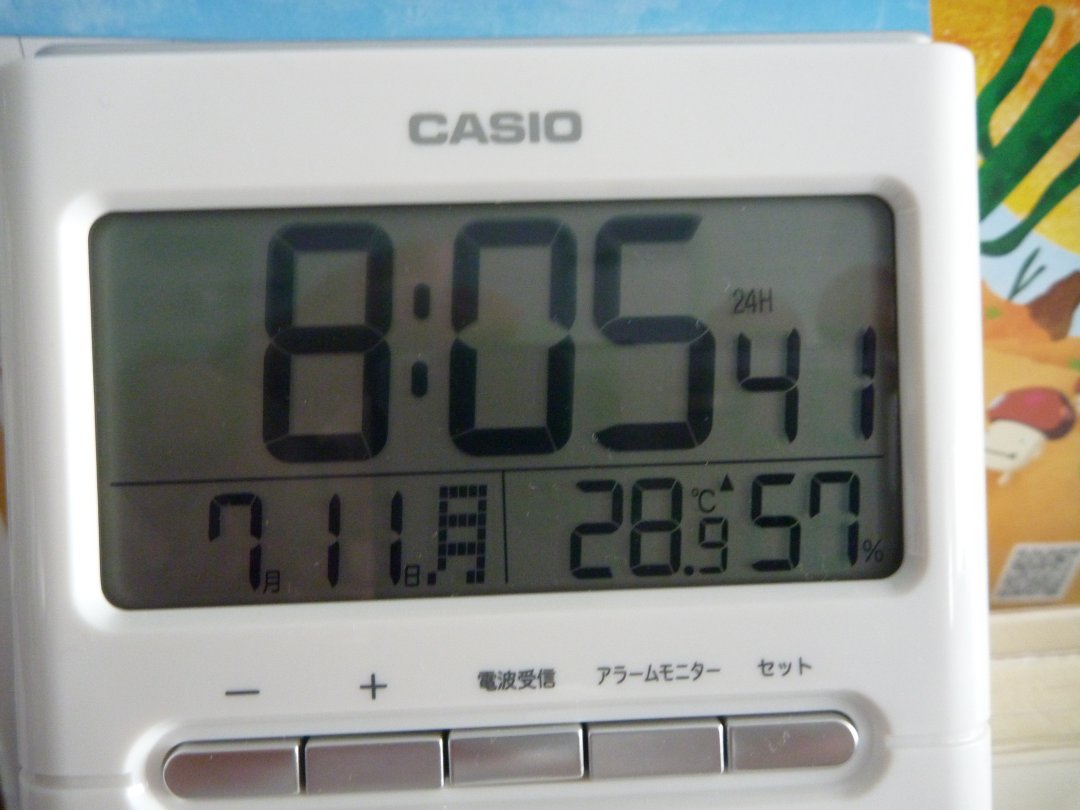 CASIO
8:05 41
24H
7月 11日 月
28.9℃ 57%
− + 電波受信 アラームモニター セット